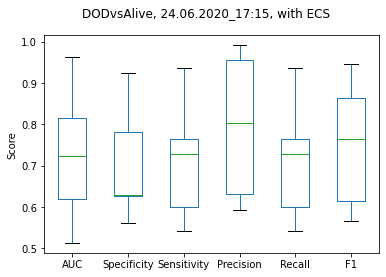 DODvsAlive, 24.06.2020_17:15, with ECS
1.0
0.9
0.8
0.7
0.6
0.5
Score
AUC Specificity Sensitivity Precision Recall F1